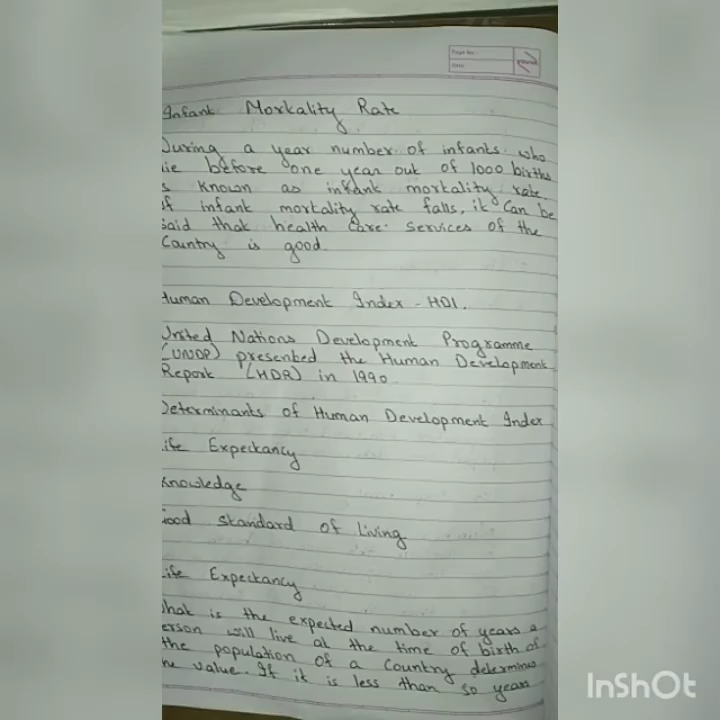 Page No.
Date
Infant Mortality Rate
During a year number of infants who
die before one year out of 1000 births
is known as infant mortality rate.
If infant mortality rate falls, it can be
said that health care services of the
Country is good.
Human Development Index - HDI.
United Nations Development Programme
(UNDP) presented the Human Development
Report (HDR) in 1990.
Determinants of Human Development Index
Life Expectancy
Knowledge
Good standard of living
Life Expectancy
What is the expected number of years a
person will live at the time of birth of
the population of a Country determines
the value. If it is less than 50 years
InShOt